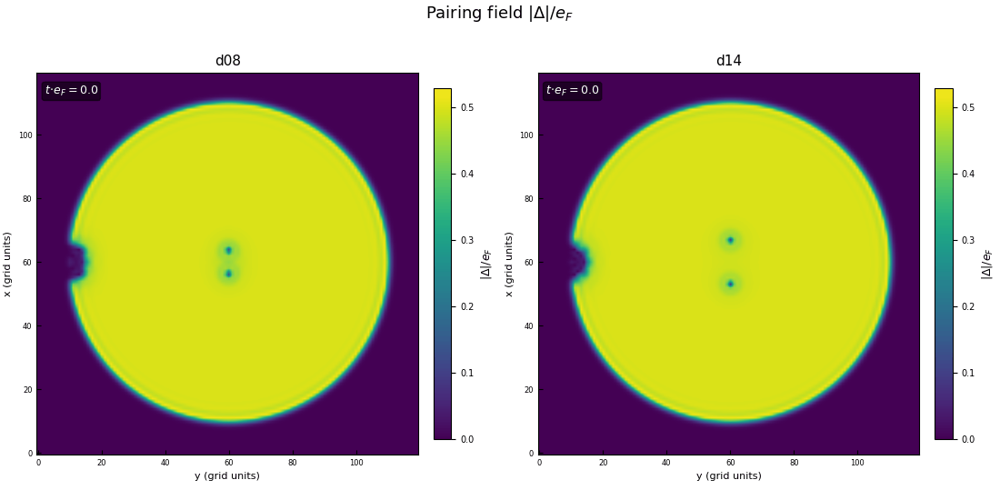 Pairing field |Δ|/e_F
d08
t·e_F = 0.0
100
80
60
40
20
0
x (grid units)
0 20 40 60 80 100
y (grid units)
0.5
0.4
0.3
0.2
0.1
0.0
|Δ|/e_F
d14
t·e_F = 0.0
100
80
60
40
20
0
x (grid units)
0 20 40 60 80 100
y (grid units)
0.5
0.4
0.3
0.2
0.1
0.0
|Δ|/e_F